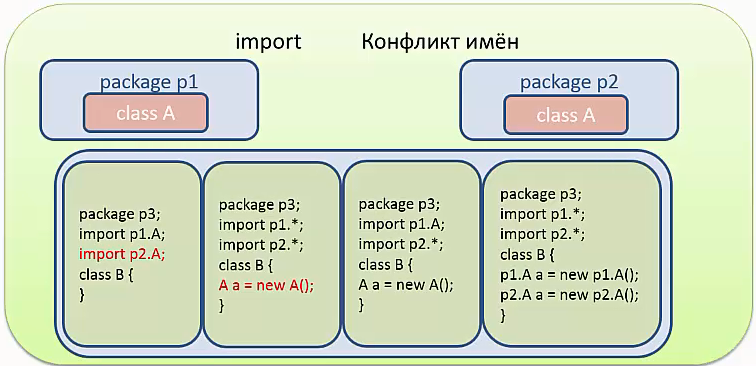 import Конфликт имён
package p1
class A
package p2
class A
package p3;
import p1.A;
import p2.A;
class B {
}
package p3;
import p1.*;
import p2.*;
class B {
A a = new A();
}
package p3;
import p1.A;
import p2.*;
class B {
A a = new A();
}
package p3;
import p1.*;
import p2.*;
class B {
p1.A a = new p1.A();
p2.A a = new p2.A();
}